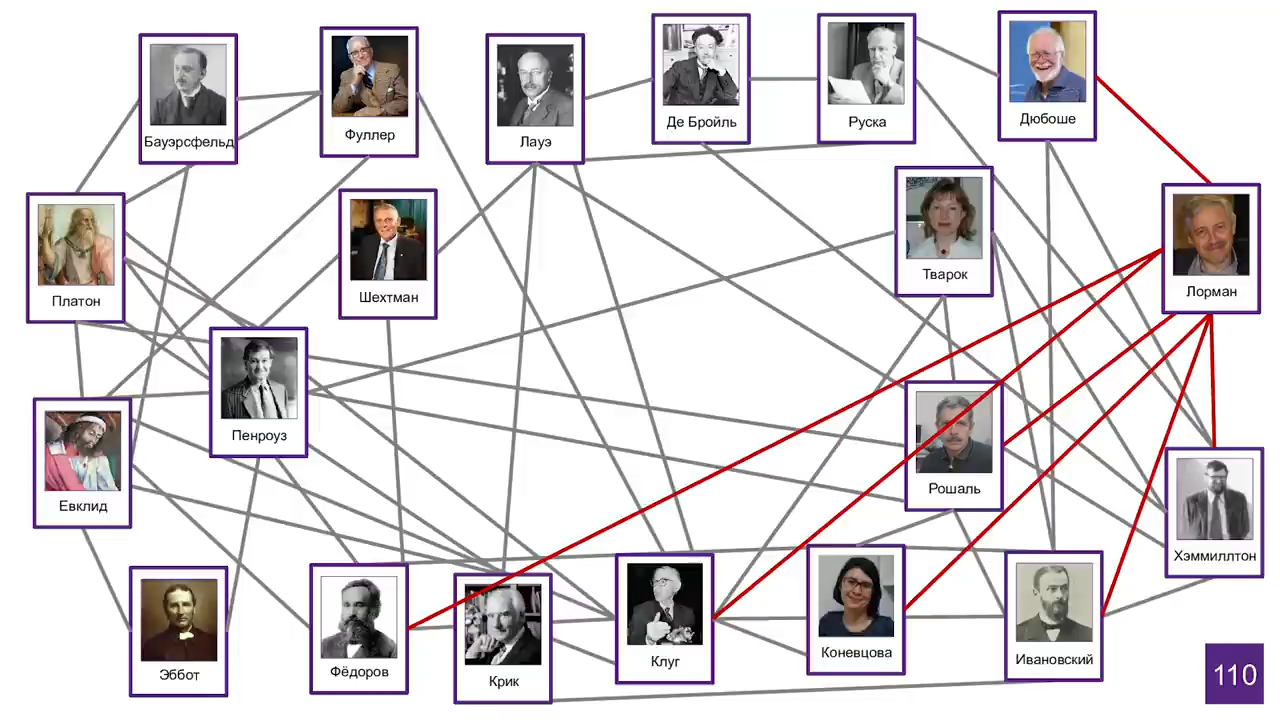 Бауэрсфельд
Фуллер
Лауэ
Де Бройль
Руска
Дюбоше
Платон
Шехтман
Тварок
Лорман
Пенроуз
Евклид
Рошаль
Хэммиллтон
Эббот
Фёдоров
Крик
Клуг
Коневцова
Ивановский
110